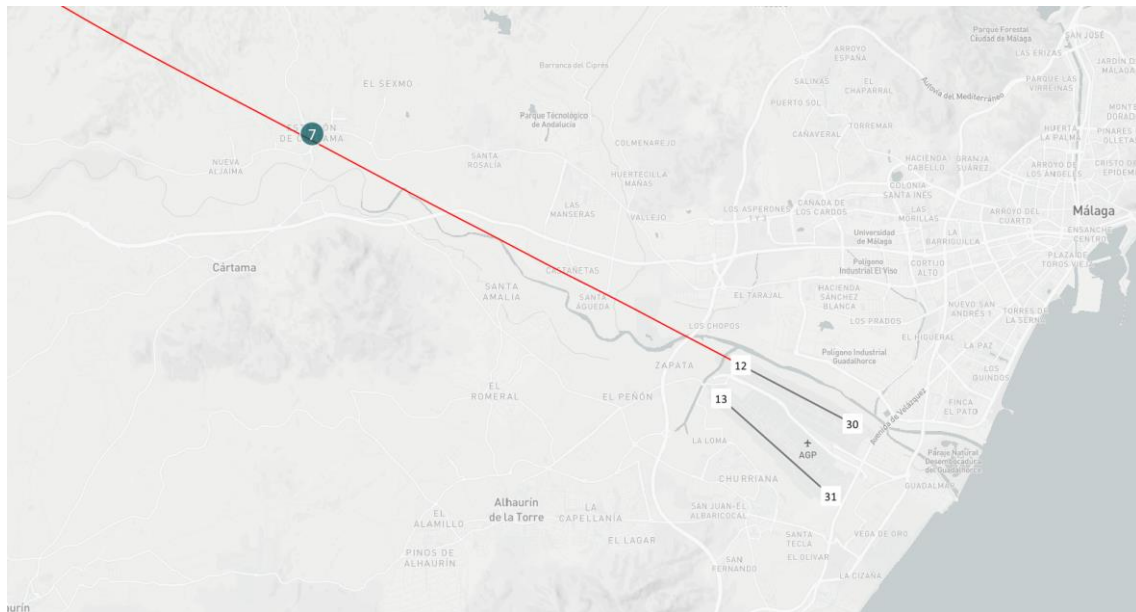 Parque Forestal
Ciudad de Málaga
SAN JOSÉ
LAS ERIZAS
ARROYO
ESPAÑA
JARDÍN DE
MÁLAGA
Barranca del Ciprés
EL SEXMO
SALINAS
EL
CHAPARRAL
Autovía del Mediterráneo
PARQUE LAS
VIRREINAS
PUERTO SOL
MONTE
DORADO
Parque Tecnológico
de Andalucía
7
TORREMAR
CAÑAVERAL
HUERTA
LA PALMA
PINARES DE
OLLETAS
COLMENAREJO
NUEVA
ALJAIMA
SANTA
ROSALÍA
HACIENDA
CABELLO
GRANJA
SUÁREZ
ARROYO DE
LOS ÁNGELES
CRISTO DE
EPIDEMIA
HUERTECILLA
MAÑAS
COLONIA
SANTA INÉS
LAS
MANSERAS
VALLEJO
LOS ASPERONES
1 Y 3
CAÑADA DE
LOS CARDOS
LAS
MORILLAS
ARROYO DEL
CUARTO
Málaga
Universidad
de Málaga
LA
BARRIGUILLA
ENSANCHE
CENTRO
Cártama
CASTAÑETAS
Polígono
Industrial El Viso
CORTIJO
ALTO
PLAZA DE
TOROS VIEJA
SANTA
AMALIA
SANTA
ÁGUEDA
EL TARAJAL
HACIENDA
SÁNCHEZ
BLANCA
NUEVO SAN
ANDRÉS 1
TORRES DE
LA SERNA
LOS CHOPOS
LOS PRADOS
EL HIGUERAL
LA PAZ
Polígono Industrial
Guadalhorce
ZAPATA
12
LOS
GUINDOS
EL
ROMERAL
EL PEÑÓN
13
Avenida de Velázquez
FINCA
EL PATO
30
LA LOMA
AGP
Paraje Natural
Desembocadura
del Guadalhorce
CHURRIANA
GUADALMAR
31
Alhaurín
de la Torre
LA
CAPELLANÍA
SAN JUAN-EL
ALBARICOCAL
EL
ALAMILLO
SANTA
TECLA
VEGA DE ORO
EL LAGAR
PINOS DE
ALHAURÍN
SAN
FERNANDO
EL OLIVAR
LA CIZAÑA